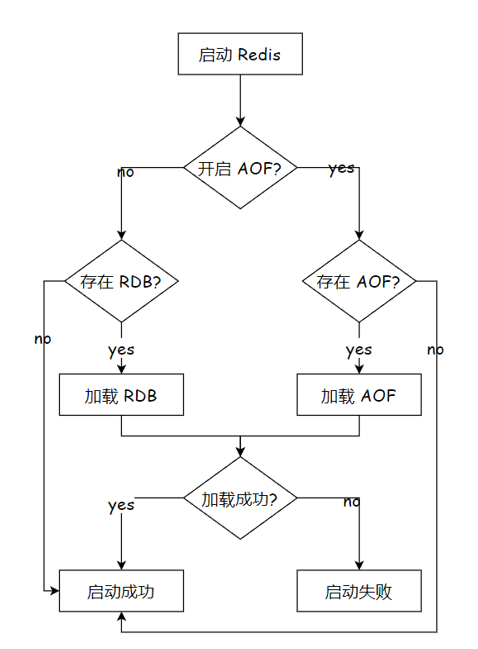 启动 Redis
开启 AOF?
no
yes
存在 RDB?
存在 AOF?
no
yes
yes
no
加载 RDB
加载 AOF
加载成功?
yes
no
启动成功
启动失败